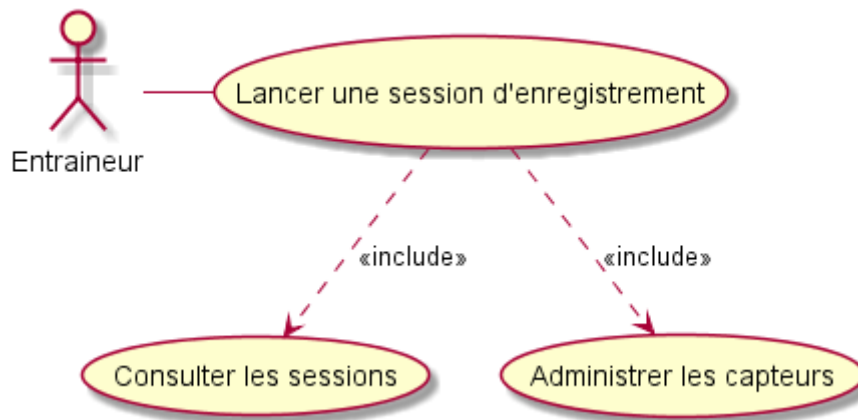 Lancer une session d'enregistrement
Entraineur
«include»
«include»
Consulter les sessions
Administrer les capteurs